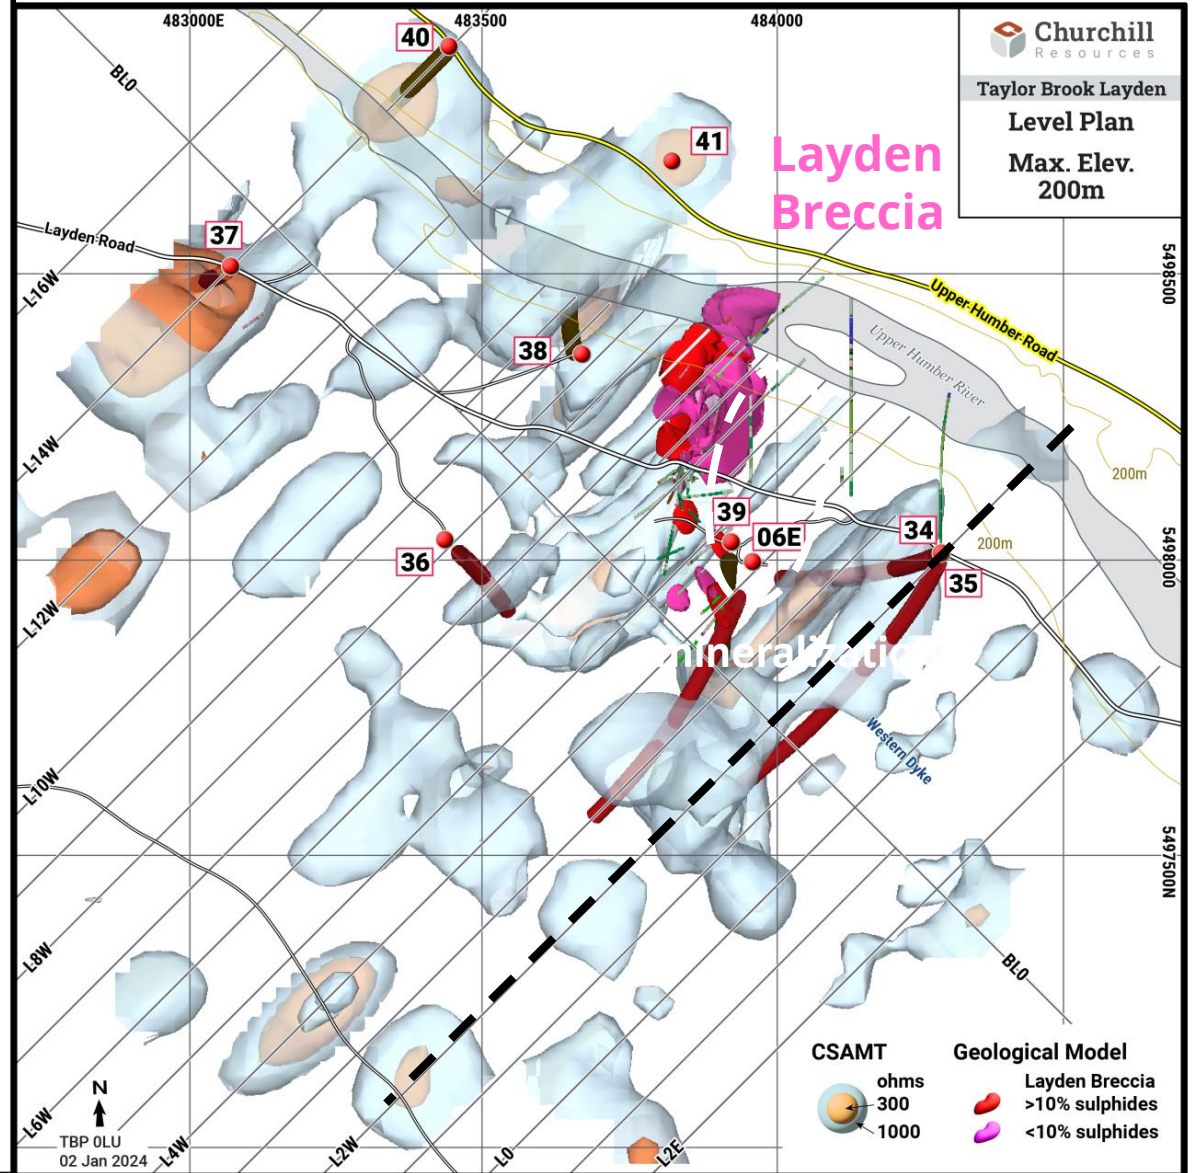 483000E
483500
484000
Churchill
Resources
Taylor Brook Layden
Level Plan
Max. Elev.
200m
BL0
40
41
Layden
Breccia
37
Layden Road
L16W
5498500
Upper Humber Road
38
Upper Humber River
L14W
200m
39
06E
34
200m
36
35
5498000
L12W
mineralization
Western Dyke
L10W
5497500N
L8W
BL0
CSAMT
ohms
300
1000
Geological Model
Layden Breccia
>10% sulphides
<10% sulphides
N
TBP 0LU
02 Jan 2024
L6W
L4W
L2W
L0
L2E